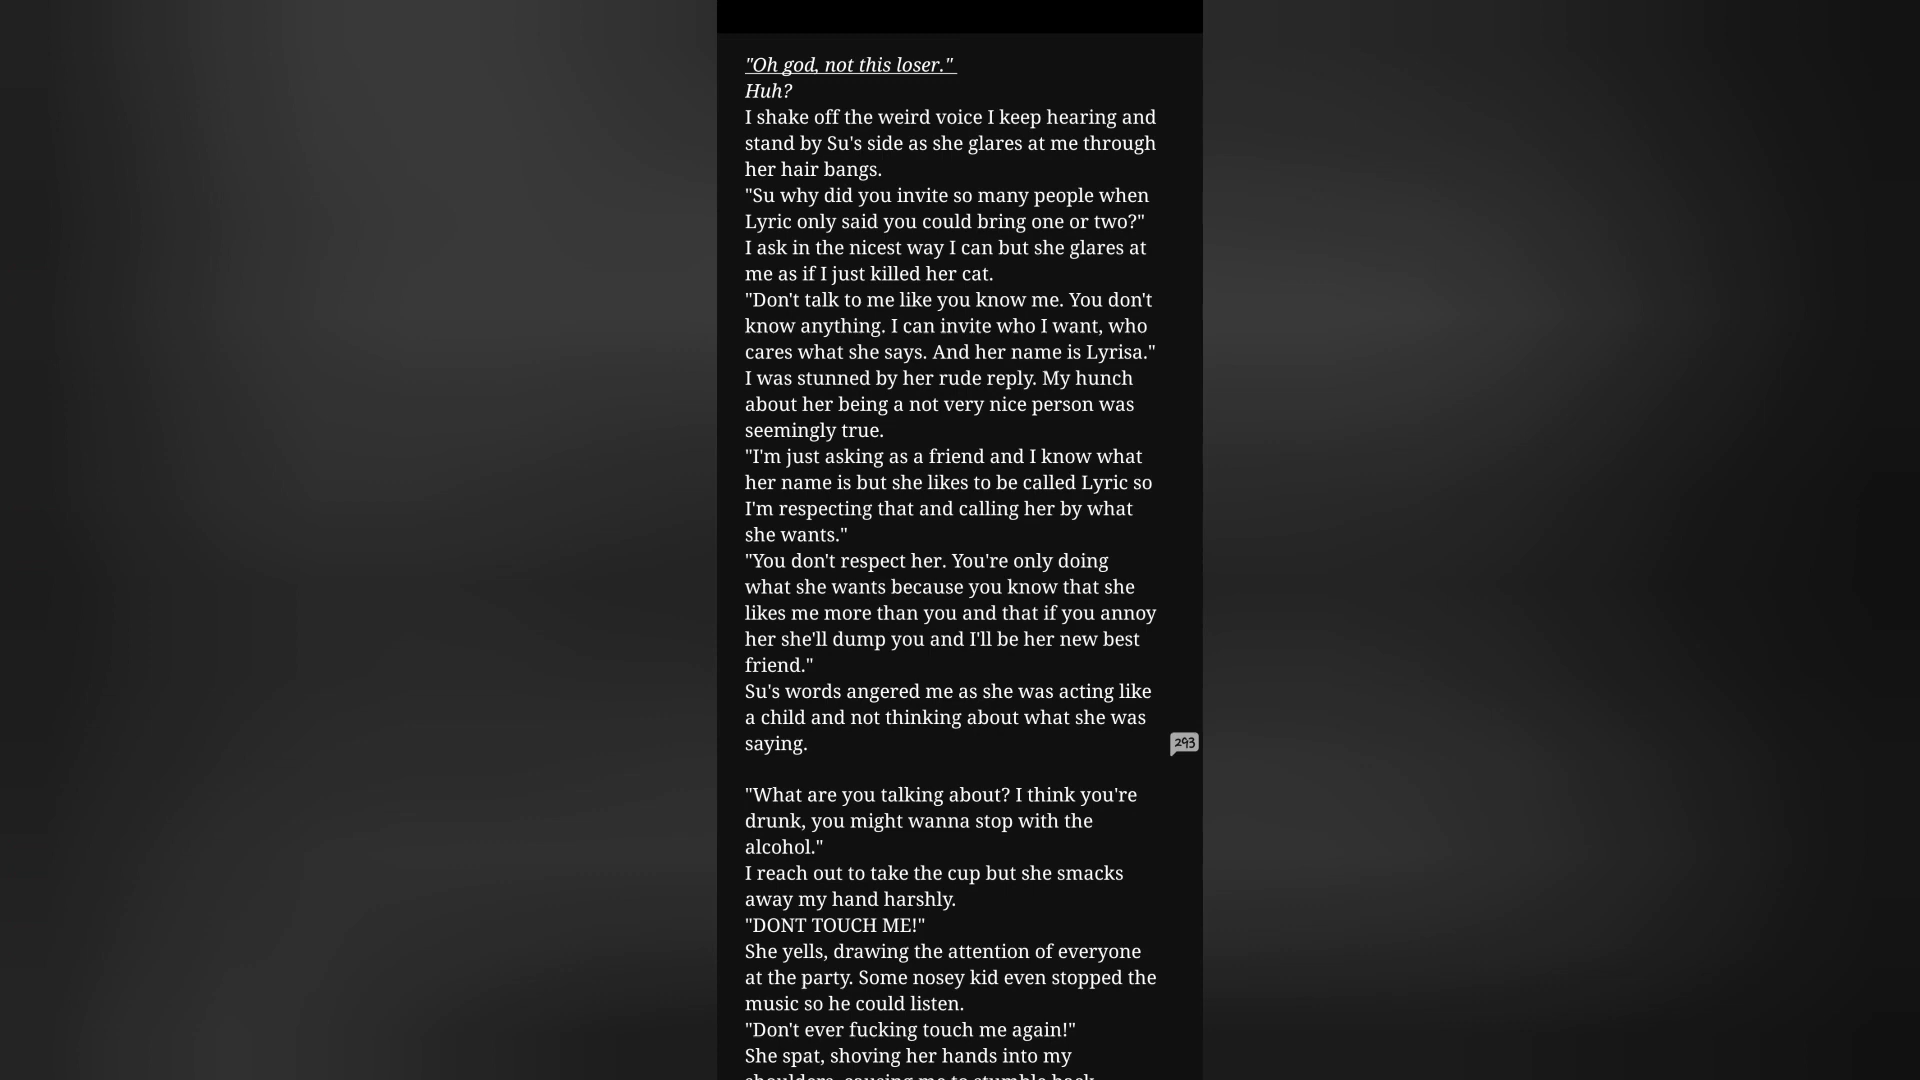 "Oh god, not this loser."
Huh?
I shake off the weird voice I keep hearing and
stand by Su's side as she glares at me through
her hair bangs.
"Su why did you invite so many people when
Lyric only said you could bring one or two?"
I ask in the nicest way I can but she glares at
me as if I just killed her cat.
"Don't talk to me like you know me. You don't
know anything. I can invite who I want, who
cares what she says. And her name is Lyrisa."
I was stunned by her rude reply. My hunch
about her being a not very nice person was
seemingly true.
"I'm just asking as a friend and I know what
her name is but she likes to be called Lyric so
I'm respecting that and calling her by what
she wants."
"You don't respect her. You're only doing
what she wants because you know that she
likes me more than you and that if you annoy
her she'll dump you and I'll be her new best
friend."
Su's words angered me as she was acting like
a child and not thinking about what she was
saying.
293
"What are you talking about? I think you're
drunk, you might wanna stop with the
alcohol."
I reach out to take the cup but she smacks
away my hand harshly.
"DONT TOUCH ME!"
She yells, drawing the attention of everyone
at the party. Some nosey kid even stopped the
music so he could listen.
"Don't ever fucking touch me again!"
She spat, shoving her hands into my
shoulders, causing me to stumble back